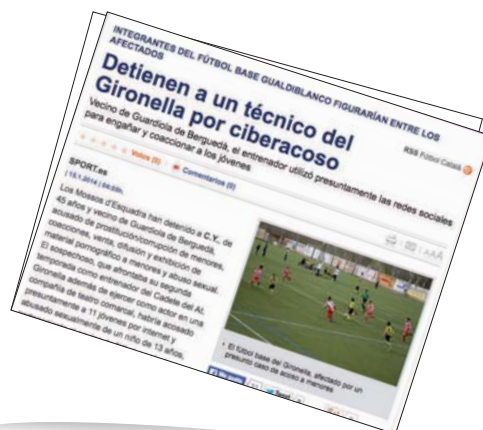 INTEGRANTES DEL FÚTBOL BASE GUALDIBLANCO FIGURARÍAN ENTRE LOS
AFECTADOS
RSS Fútbol Català
Detienen a un técnico del
Gironella por ciberacoso
Vecino de Guardiola de Berguedà, el entrenador utilizó presuntamente las redes sociales
para engañar y coaccionar a los jóvenes
Votos (0) Comentarios (0)
AAA
SPORT.es
Los Mossos d'Esquadra han detenido a C.Y., de
45 años y vecino de Guardiola de Berguedà,
acusado de prostitución/corrupción de menores,
coacciones, venta, difusión y exhibición de
material pornográfico a menores y abuso sexual.
El sospechoso, que afrontaba su segunda
temporada como entrenador del Cadete del At.
Gironella además de ejercer como actor en una
compañía de teatro comarcal, habría acosado
presuntamente a 11 jóvenes por internet y
abusado sexualmente de un niño de 13 años,
El fútbol base del Gironella, afectado por un
presunto caso de acoso a menores